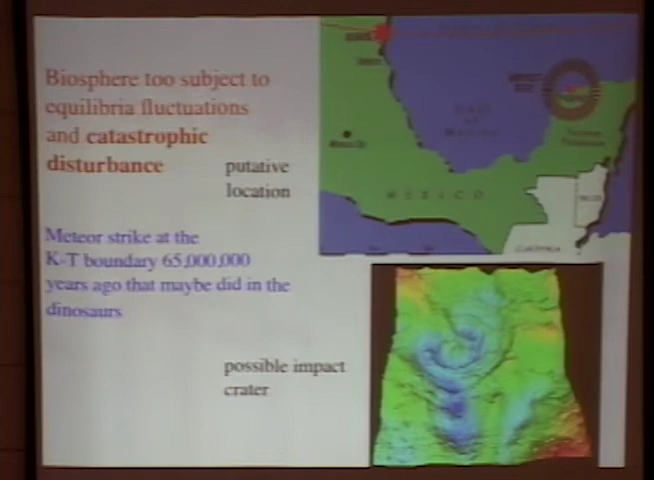 Biosphere too subject to
equilibria fluctuations
and catastrophic
disturbance
putative
location
Meteor strike at the
K-T boundary 65,000,000
years ago that maybe did in the
dinosaurs
possible impact
crater
MEXICO